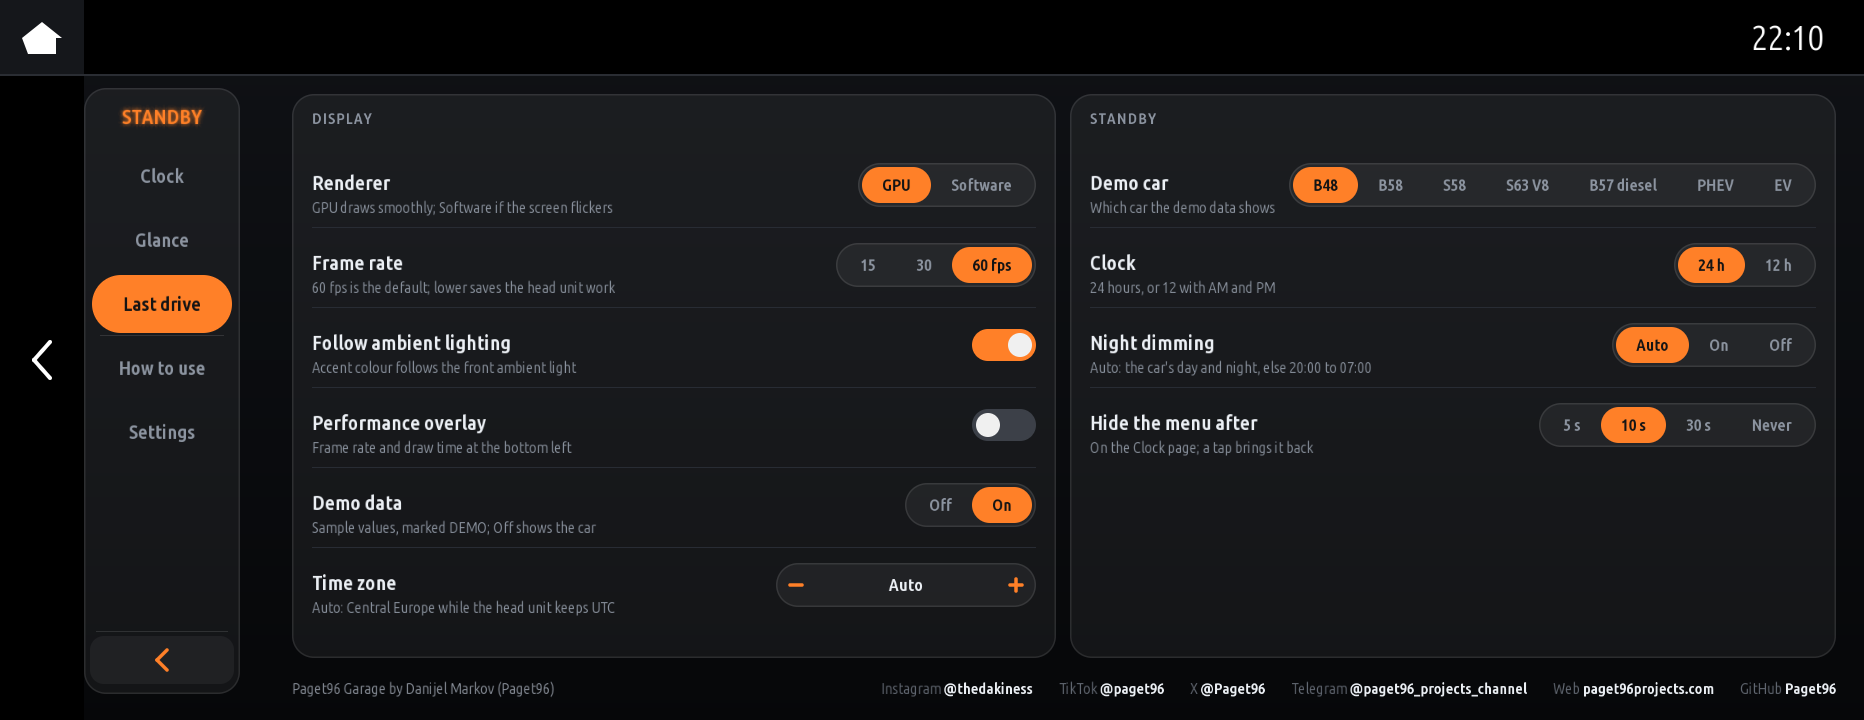 22:10
STANDBY
Clock
Glance
Last drive
How to use
Settings
DISPLAY
Renderer
GPU draws smoothly; Software if the screen flickers
GPU Software
Frame rate
60 fps is the default; lower saves the head unit work
15 30 60 fps
Follow ambient lighting
Accent colour follows the front ambient light
Performance overlay
Frame rate and draw time at the bottom left
Demo data
Sample values, marked DEMO; Off shows the car
Off On
Time zone
Auto: Central Europe while the head unit keeps UTC
− Auto +
STANDBY
Demo car
Which car the demo data shows
B48 B58 S58 S63 V8 B57 diesel PHEV EV
Clock
24 hours, or 12 with AM and PM
24 h 12 h
Night dimming
Auto: the car's day and night, else 20:00 to 07:00
Auto On Off
Hide the menu after
On the Clock page; a tap brings it back
5 s 10 s 30 s Never
Paget96 Garage by Danijel Markov (Paget96)
Instagram @thedakiness TikTok @paget96 X @Paget96 Telegram @paget96_projects_channel Web paget96projects.com GitHub Paget96